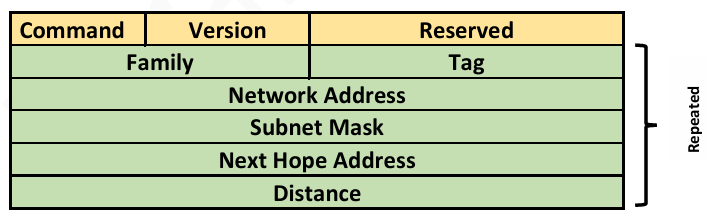 Command Version Reserved
Family Tag
Network Address
Subnet Mask
Next Hope Address
Distance
Repeated